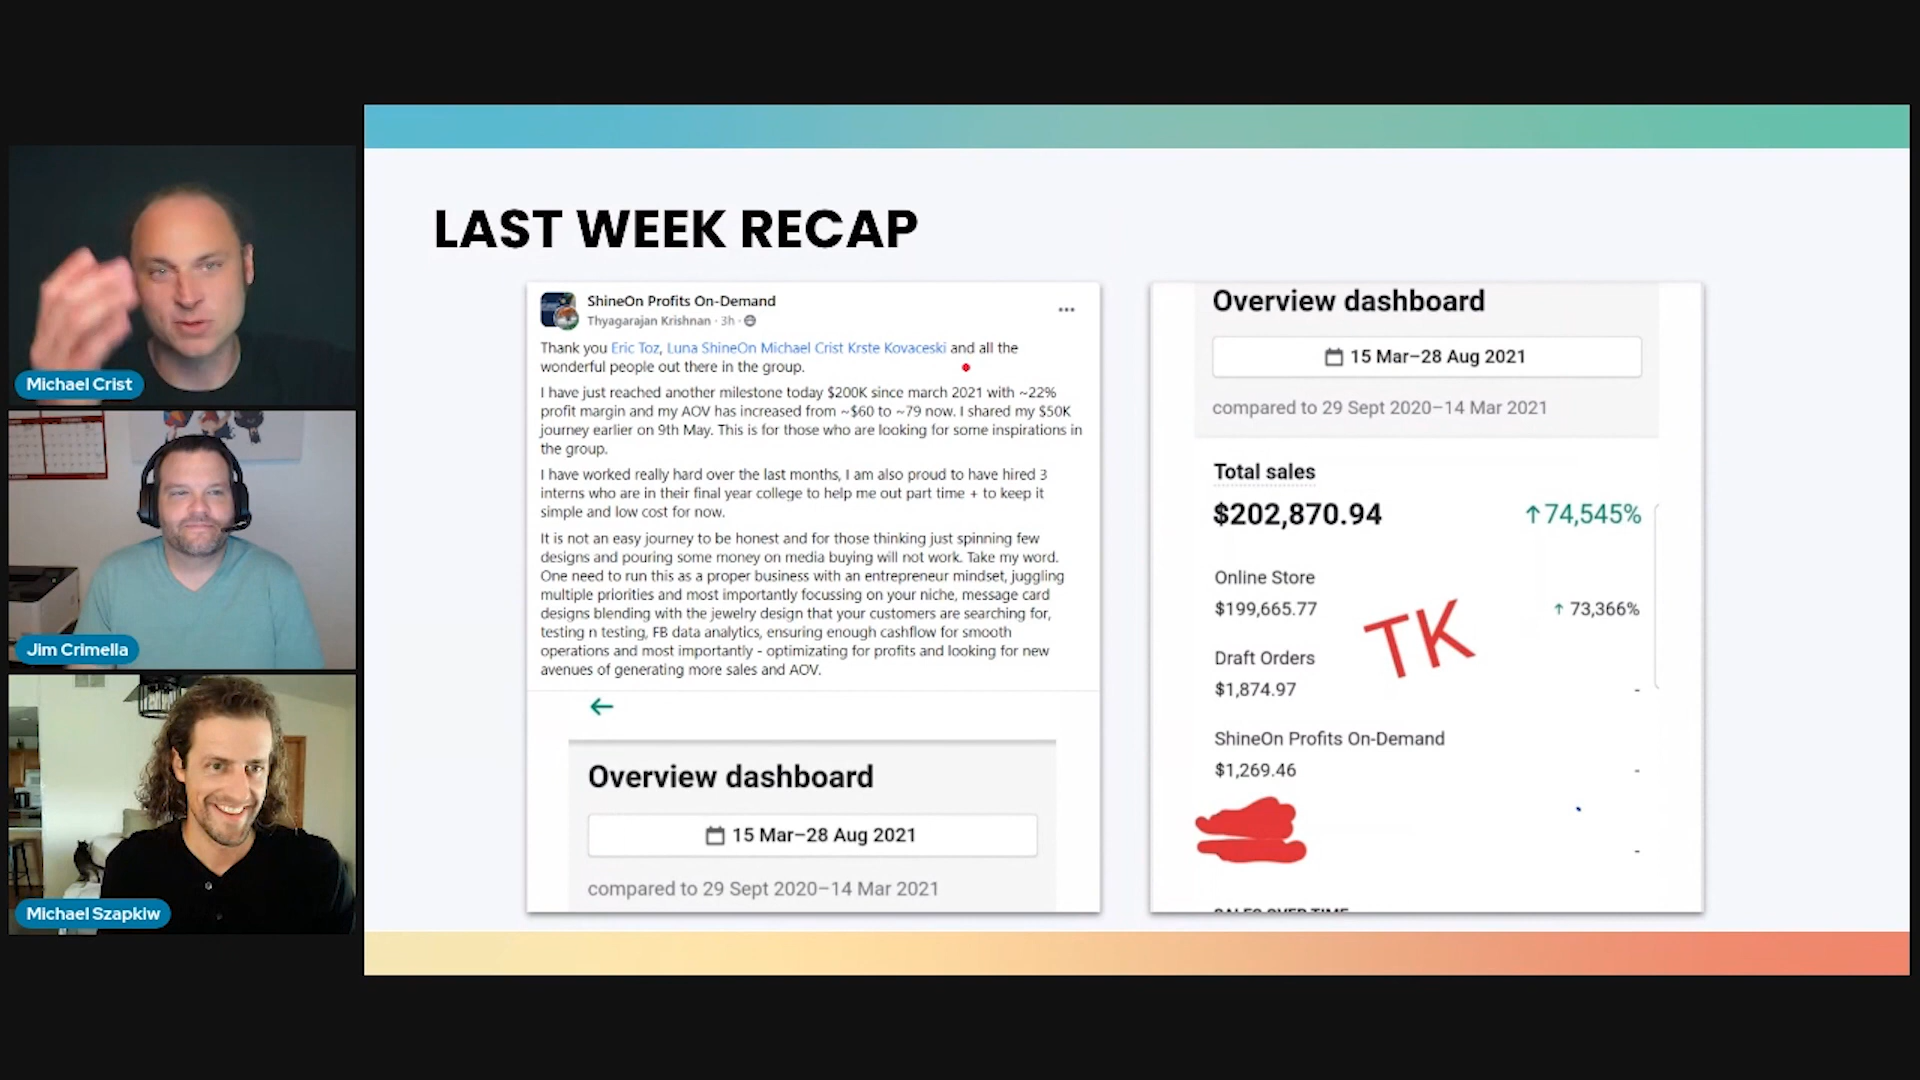 LAST WEEK RECAP
ShineOn Profits On-Demand
Thyagarajan Krishnan · 3h ·
Thank you Eric Toz, Luna ShineOn Michael Crist Krste Kovaceski and all the
wonderful people out there in the group.
I have just reached another milestone today $200K since march 2021 with ~22%
profit margin and my AOV has increased from ~$60 to ~79 now. I shared my $50K
journey earlier on 9th May. This is for those who are looking for some inspirations in
the group.
I have worked really hard over the last months, I am also proud to have hired 3
interns who are in their final year college to help me out part time + to keep it
simple and low cost for now.
It is not an easy journey to be honest and for those thinking just spinning few
designs and pouring some money on media buying will not work. Take my word.
One need to run this as a proper business with an entrepreneur mindset, juggling
multiple priorities and most importantly focussing on your niche, message card
designs blending with the jewelry design that your customers are searching for,
testing n testing, FB data analytics, ensuring enough cashflow for smooth
operations and most importantly - optimizating for profits and looking for new
avenues of generating more sales and AOV.
Overview dashboard
15 Mar–28 Aug 2021
compared to 29 Sept 2020–14 Mar 2021
Overview dashboard
15 Mar–28 Aug 2021
compared to 29 Sept 2020–14 Mar 2021
Total sales
$202,870.94 ↑74,545%
Online Store
$199,665.77 ↑ 73,366%
TK
Draft Orders
$1,874.97 -
ShineOn Profits On-Demand
$1,269.46 -
-
SALES OVER TIME
Michael Crist
Jim Crimella
Michael Szapkiw